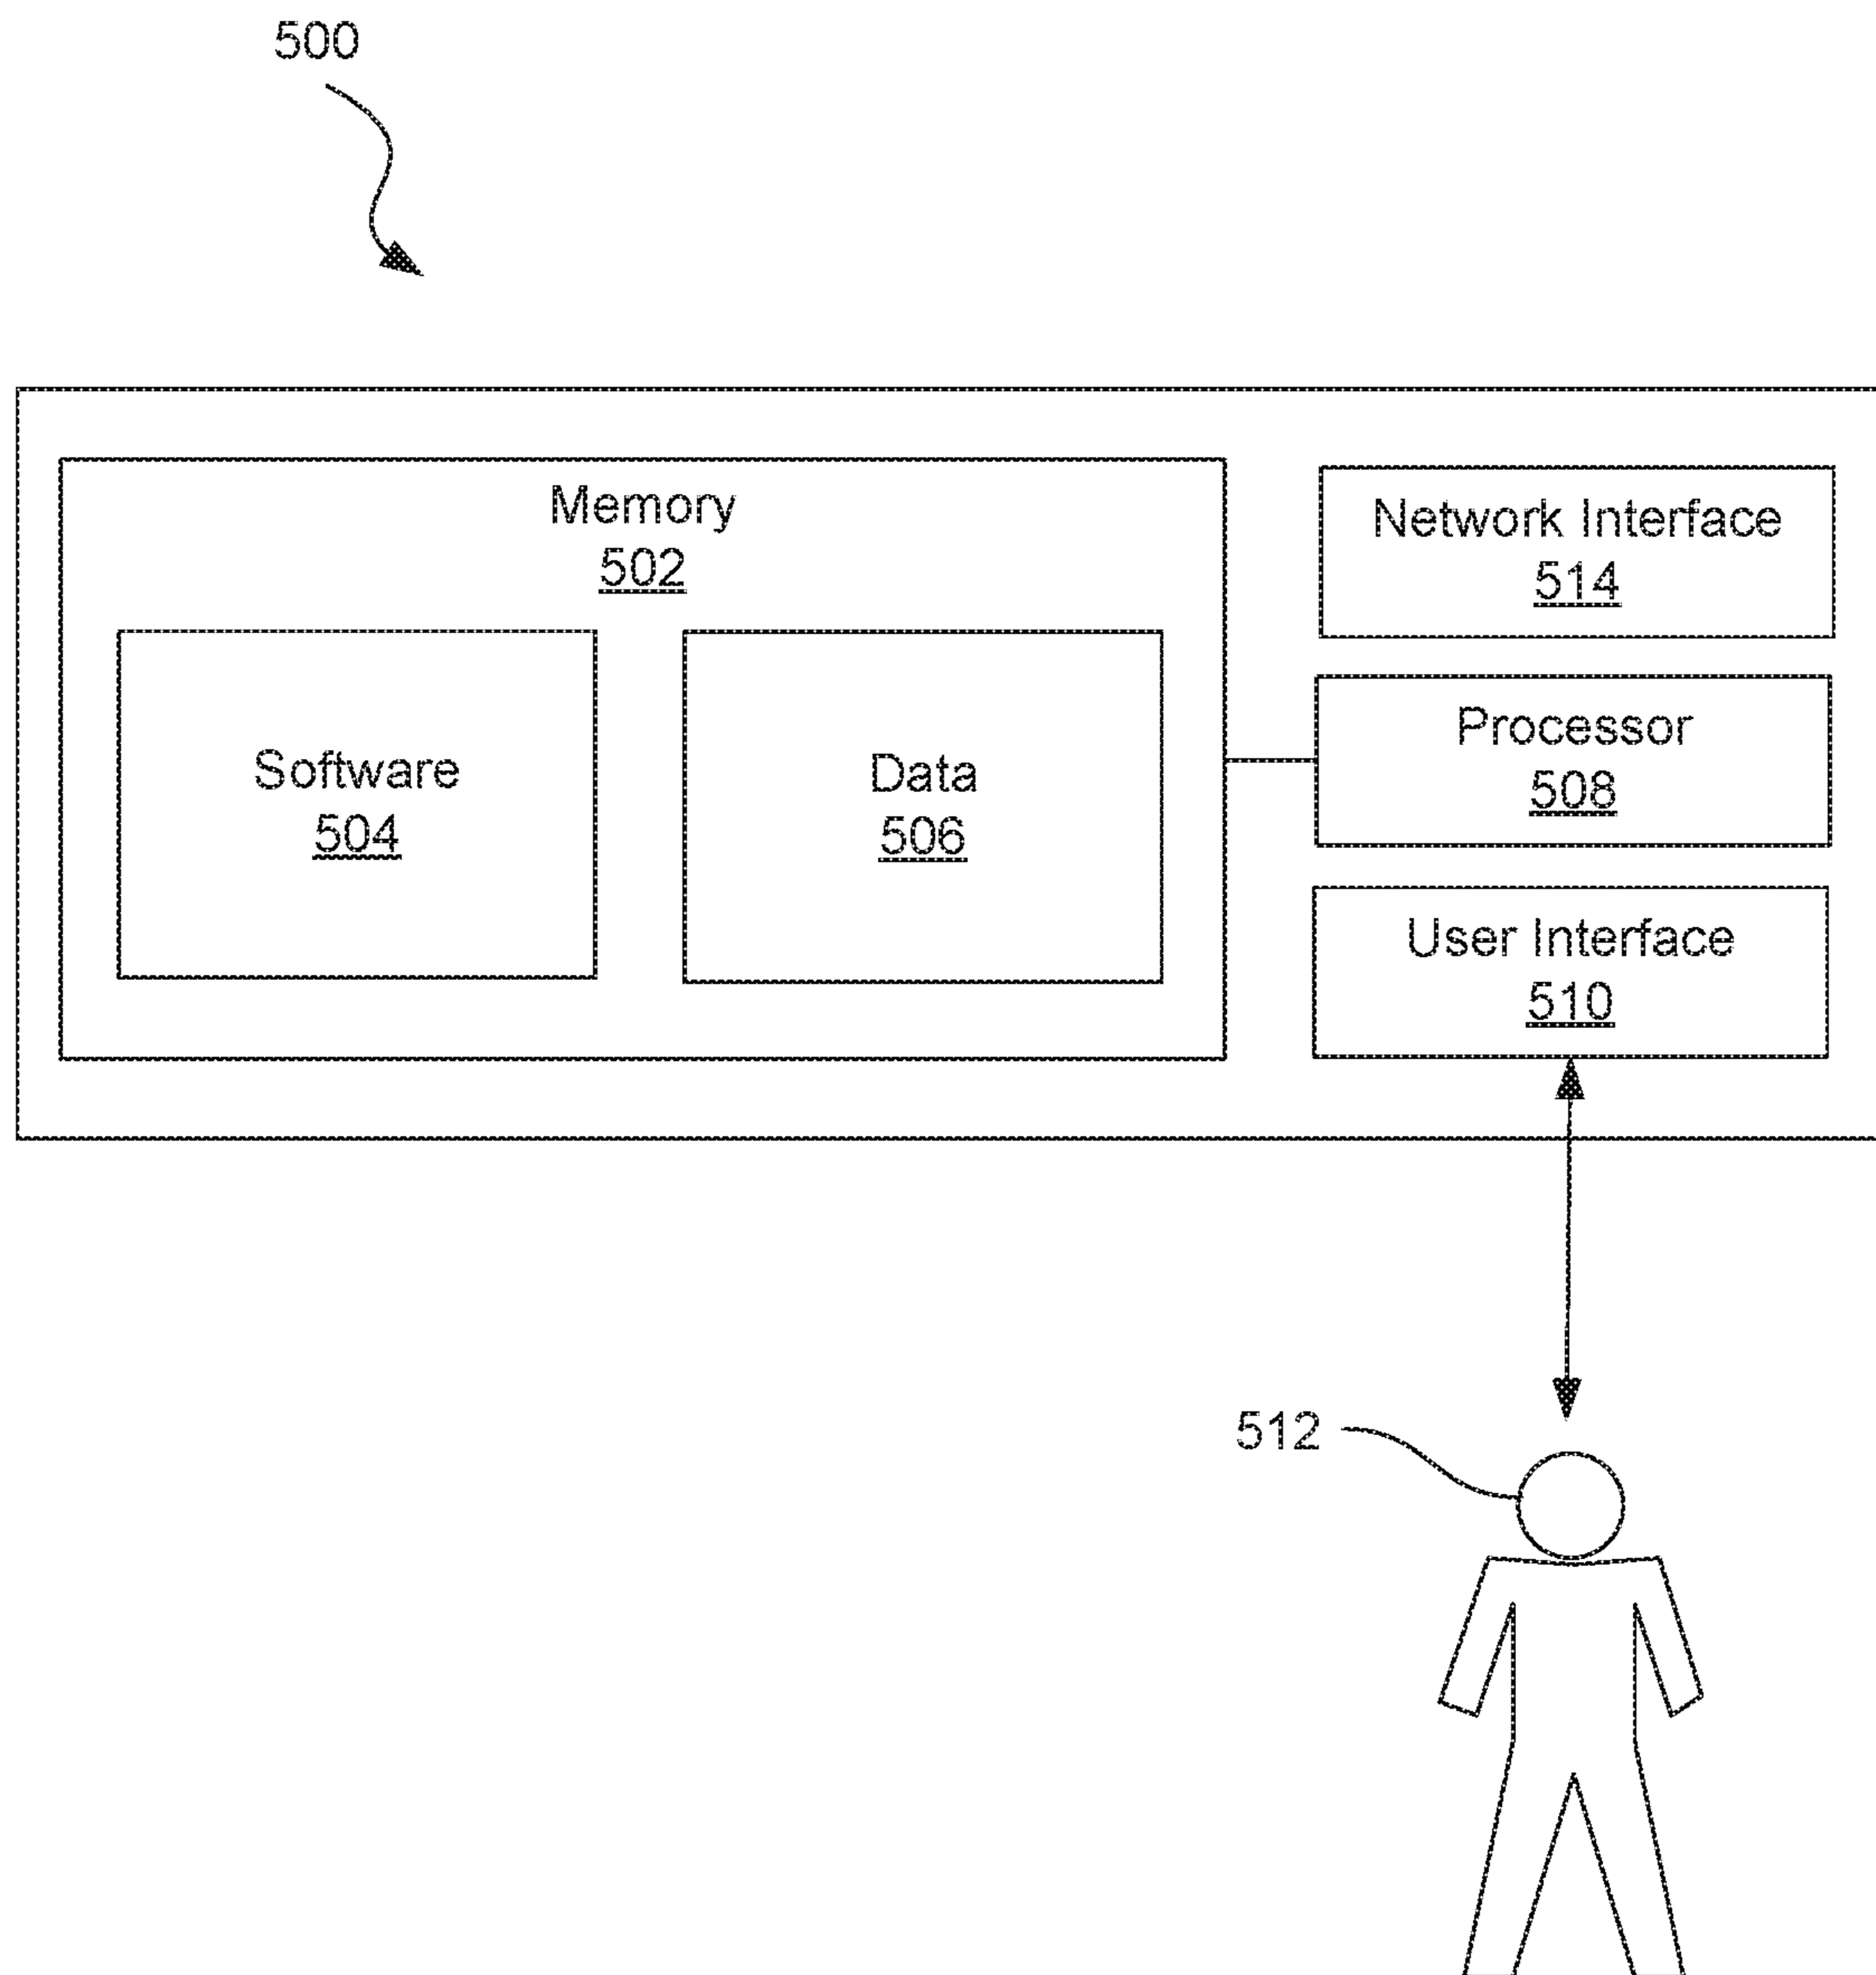 500
Memory
502
Software
504
Data
506
Network Interface
514
Processor
508
User Interface
510
512